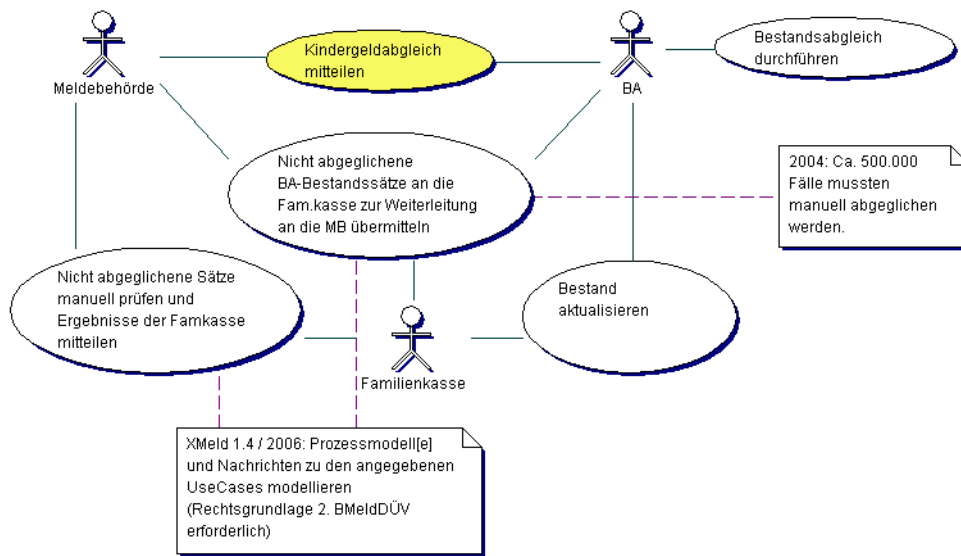 Kindergeldabgleich
mitteilen
Bestandsabgleich
durchführen
Meldebehörde
BA
Nicht abgeglichene
BA-Bestandssätze an die
Fam.kasse zur Weiterleitung
an die MB übermitteln
2004: Ca. 500.000
Fälle mussten
manuell abgeglichen
werden.
Nicht abgeglichene Sätze
manuell prüfen und
Ergebnisse der Famkasse
mitteilen
Bestand
aktualisieren
Familienkasse
XMeld 1.4 / 2006: Prozessmodell[e]
und Nachrichten zu den angegebenen
UseCases modellieren
(Rechtsgrundlage 2. BMeldDÜV
erforderlich)